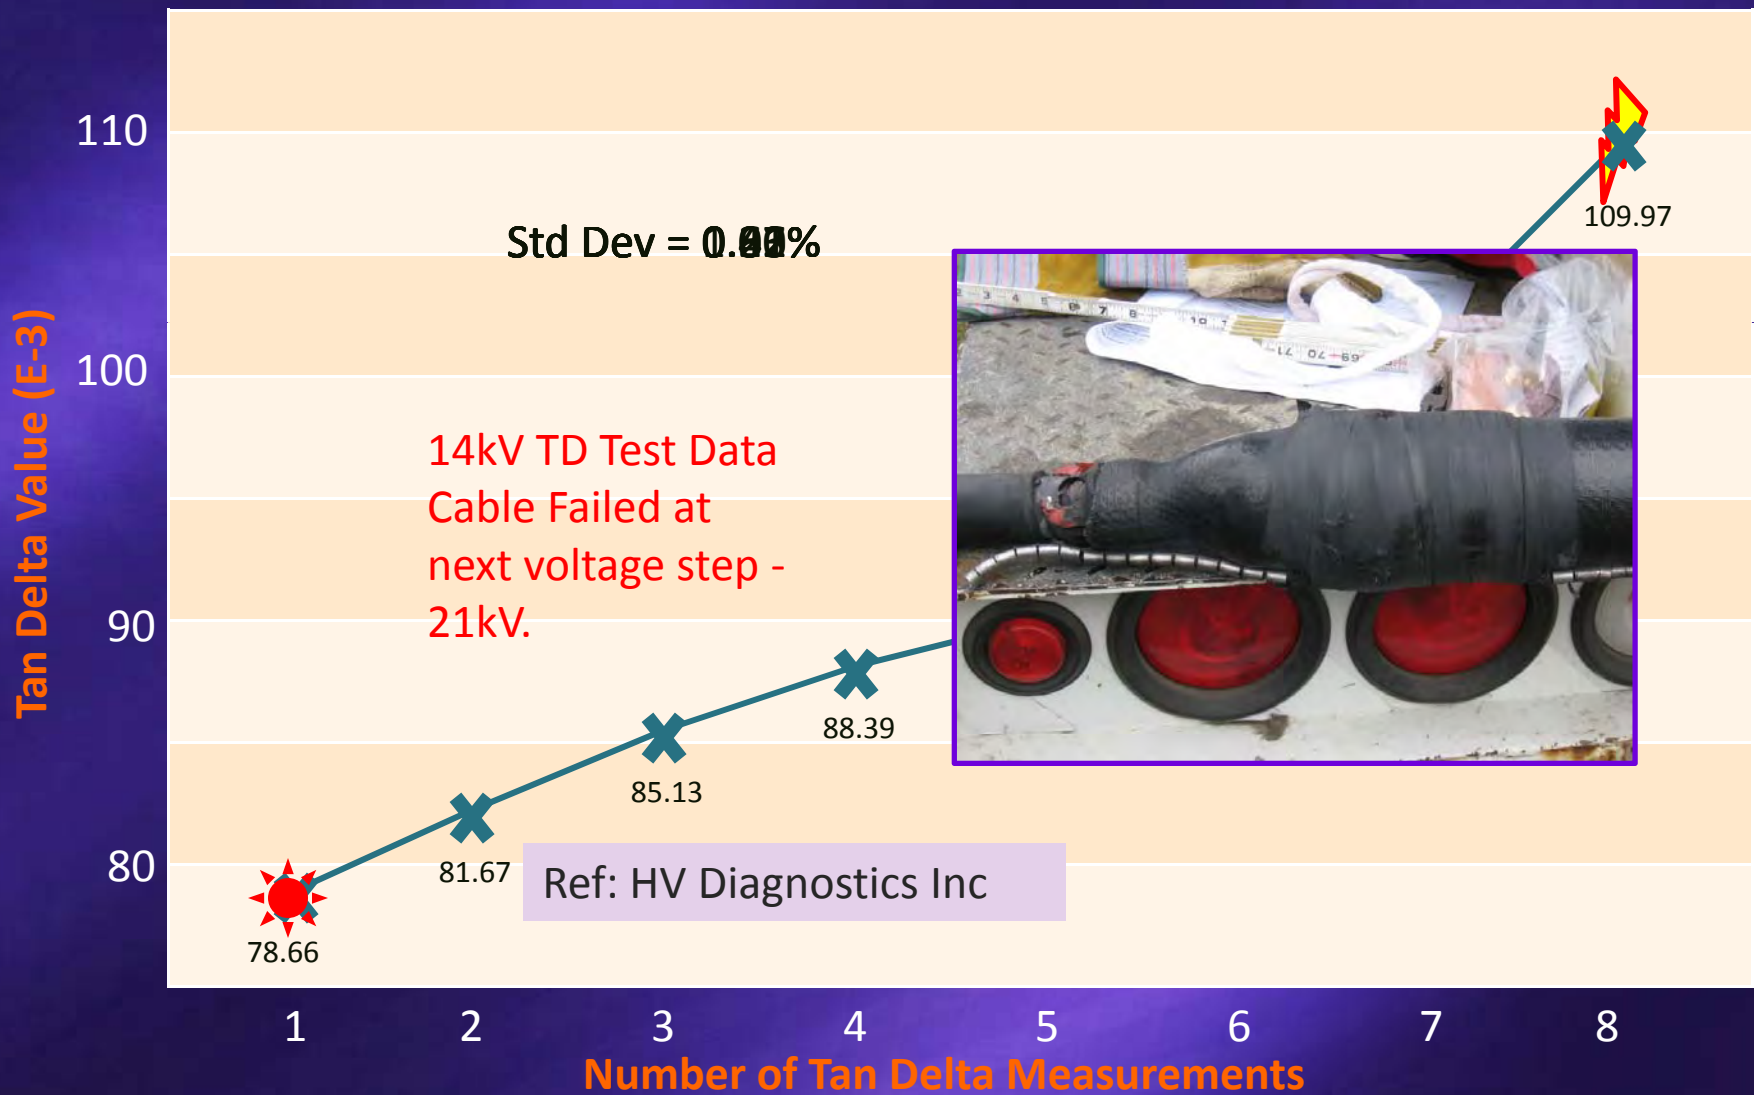 110
100
90
80
Tan Delta Value (E-3)
Std Dev =
14kV TD Test Data
Cable Failed at
next voltage step -
21kV.
109.97
88.39
85.13
81.67
78.66
Ref: HV Diagnostics Inc
1 2 3 4 5 6 7 8
Number of Tan Delta Measurements